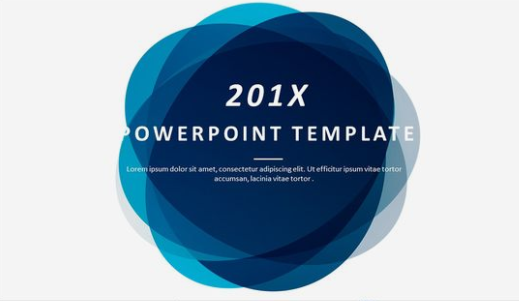 201X
POWERPOINT TEMPLATE
Lorem ipsum dolor sit amet, consectetur adipiscing elit. Ut efficitur ipsum vitae tortor
accumsan, lacinia vitae tortor .